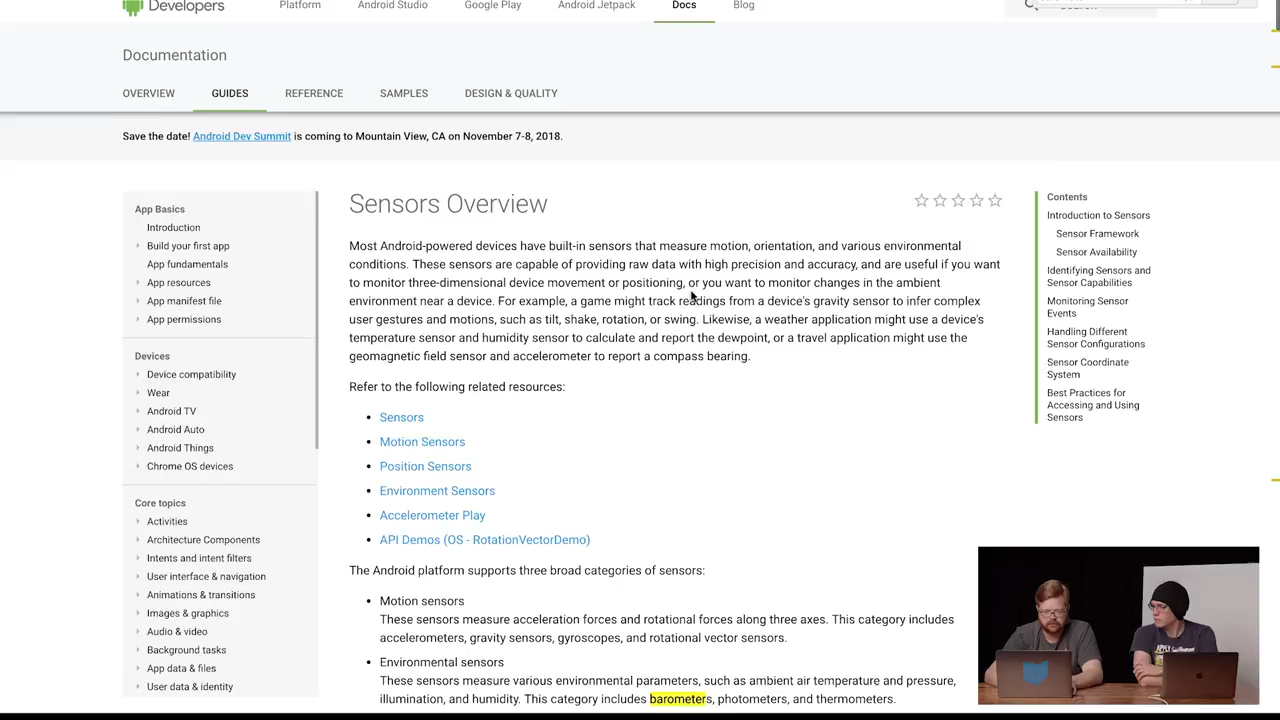 Developers
Platform
Android Studio
Google Play
Android Jetpack
Docs
Blog
Documentation
OVERVIEW
GUIDES
REFERENCE
SAMPLES
DESIGN & QUALITY
Save the date! Android Dev Summit is coming to Mountain View, CA on November 7-8, 2018.
App Basics
Introduction
Build your first app
App fundamentals
App resources
App manifest file
App permissions
Devices
Device compatibility
Wear
Android TV
Android Auto
Android Things
Chrome OS devices
Core topics
Activities
Architecture Components
Intents and intent filters
User interface & navigation
Animations & transitions
Images & graphics
Audio & video
Background tasks
App data & files
User data & identity
Sensors Overview
Most Android-powered devices have built-in sensors that measure motion, orientation, and various environmental
conditions. These sensors are capable of providing raw data with high precision and accuracy, and are useful if you want
to monitor three-dimensional device movement or positioning, or you want to monitor changes in the ambient
environment near a device. For example, a game might track readings from a device's gravity sensor to infer complex
user gestures and motions, such as tilt, shake, rotation, or swing. Likewise, a weather application might use a device's
temperature sensor and humidity sensor to calculate and report the dewpoint, or a travel application might use the
geomagnetic field sensor and accelerometer to report a compass bearing.
Refer to the following related resources:
Sensors
Motion Sensors
Position Sensors
Environment Sensors
Accelerometer Play
API Demos (OS - RotationVectorDemo)
The Android platform supports three broad categories of sensors:
Motion sensors
These sensors measure acceleration forces and rotational forces along three axes. This category includes
accelerometers, gravity sensors, gyroscopes, and rotational vector sensors.
Environmental sensors
These sensors measure various environmental parameters, such as ambient air temperature and pressure,
illumination, and humidity. This category includes barometers, photometers, and thermometers.
Contents
Introduction to Sensors
Sensor Framework
Sensor Availability
Identifying Sensors and
Sensor Capabilities
Monitoring Sensor
Events
Handling Different
Sensor Configurations
Sensor Coordinate
System
Best Practices for
Accessing and Using
Sensors